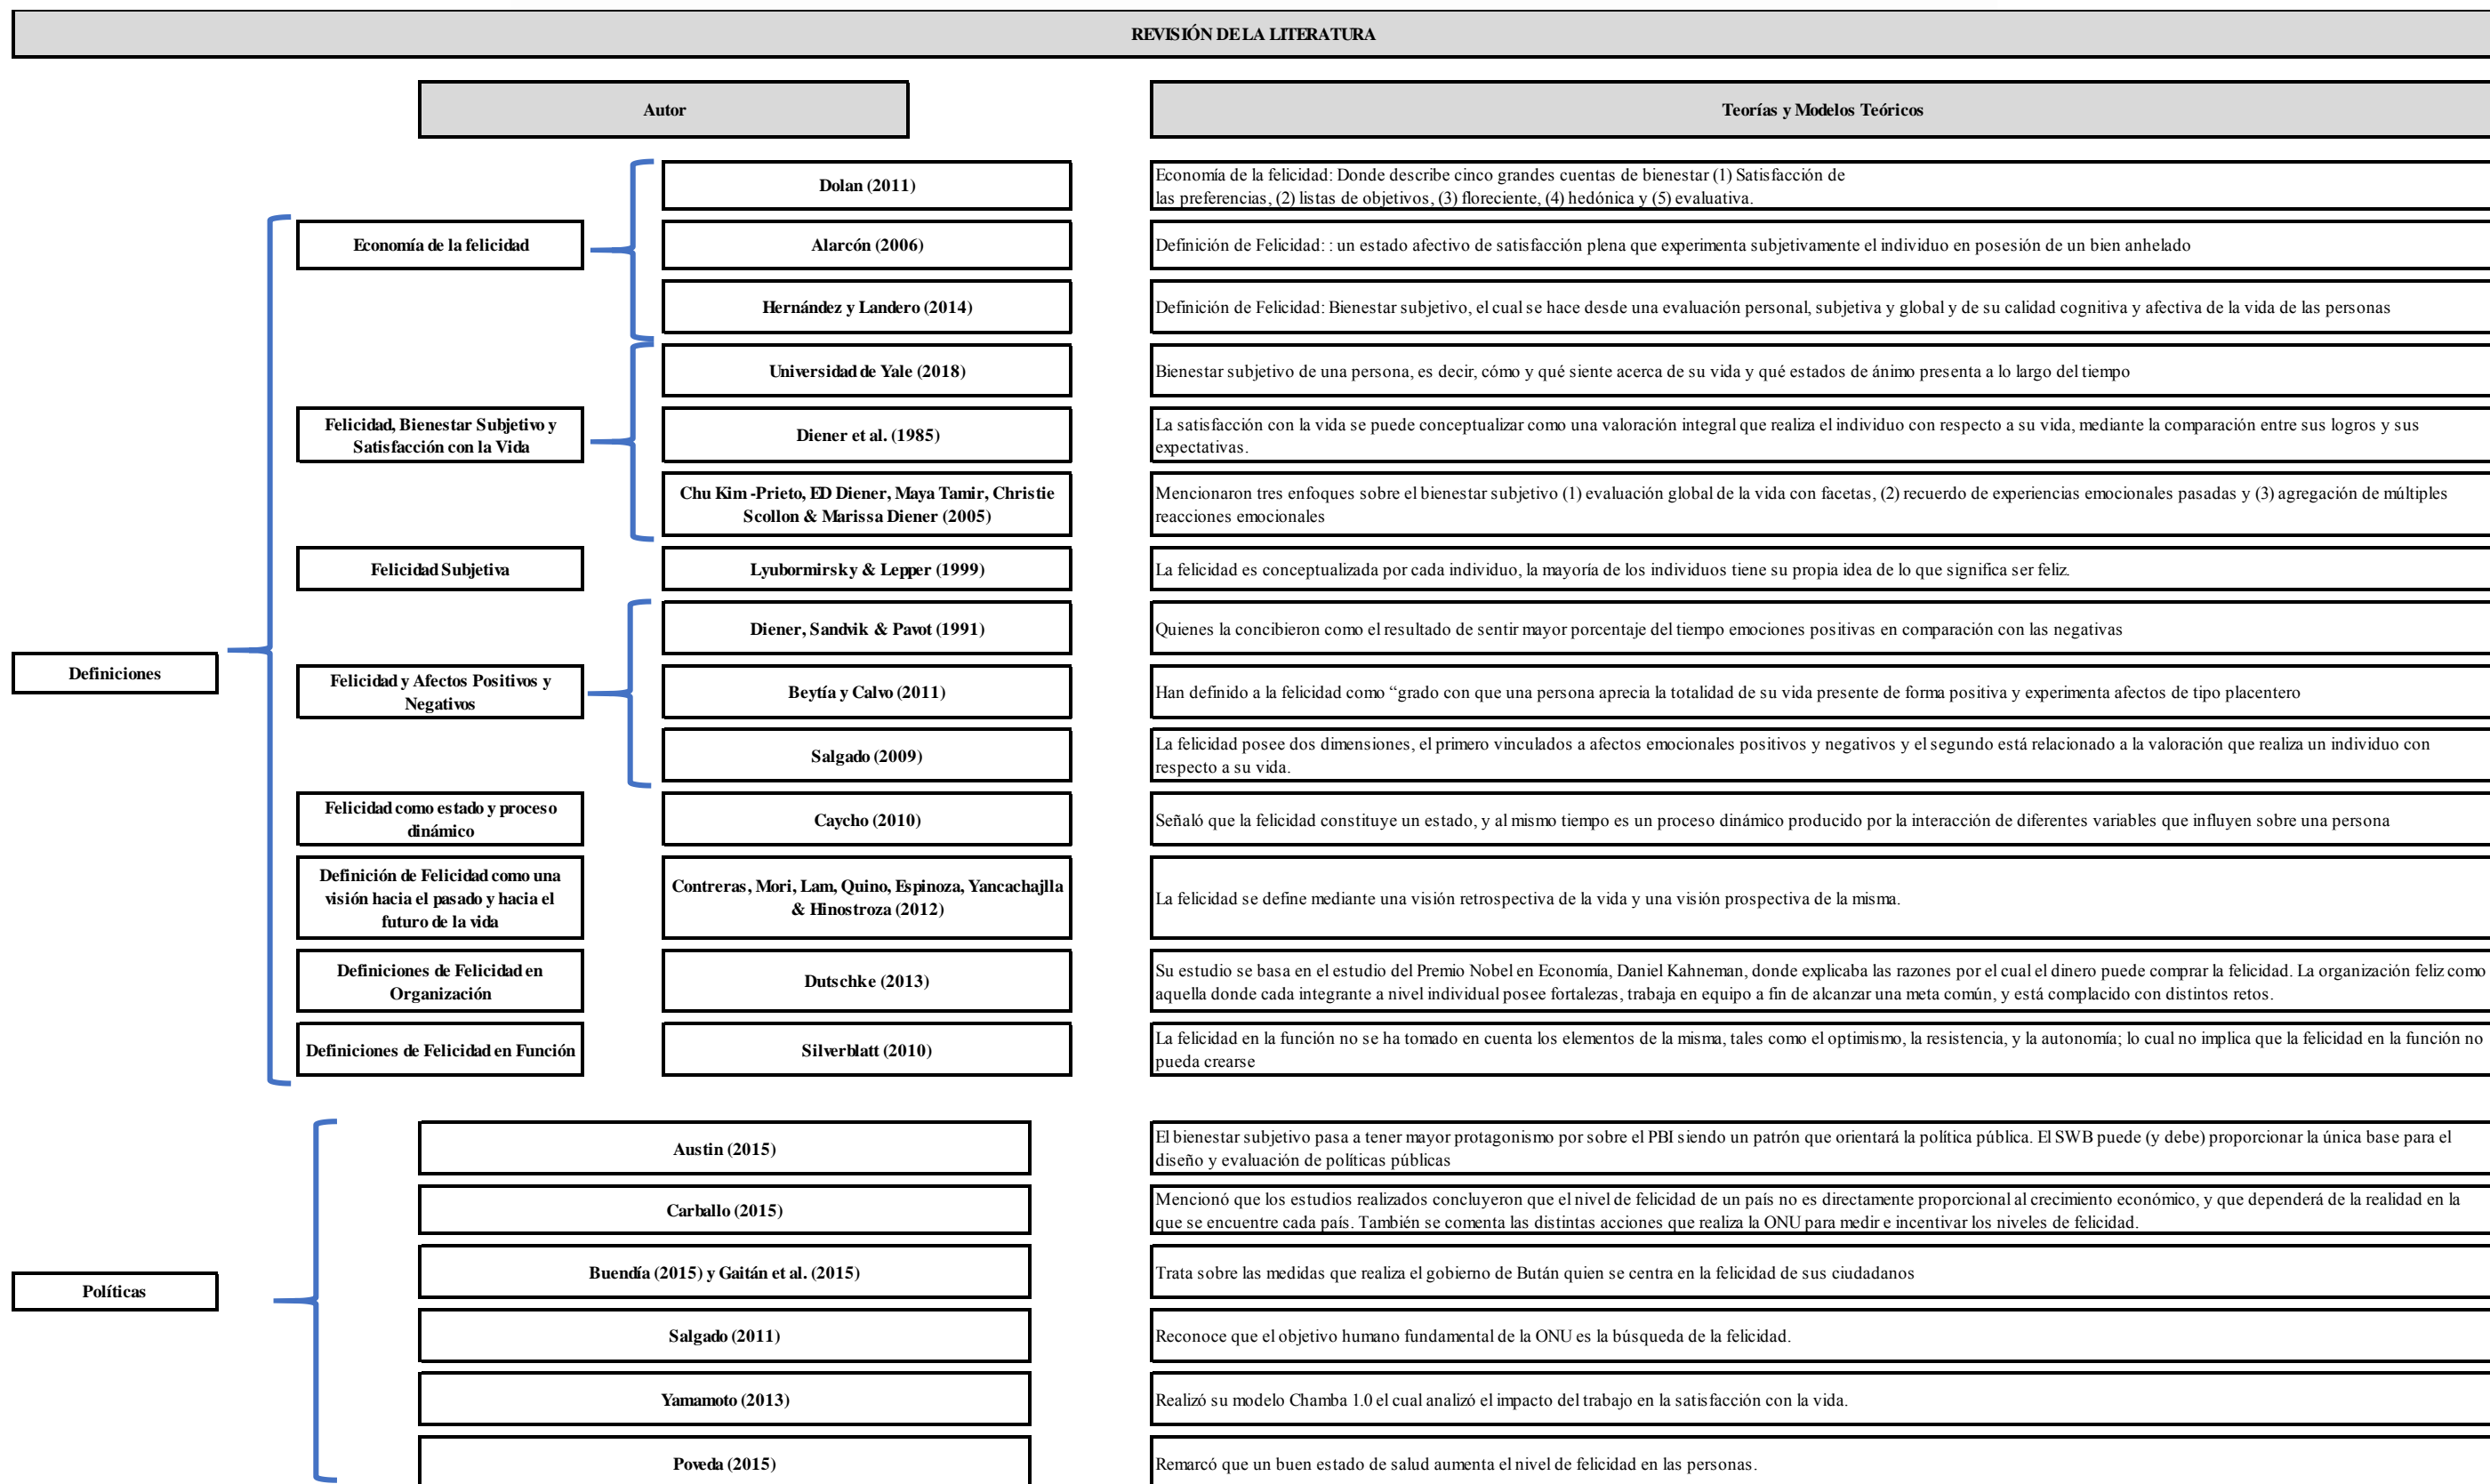 REVISIÓN DE LA LITERATURA
Autor
Teorías y Modelos Teóricos
Definiciones
Economía de la felicidad
Dolan (2011)
Economía de la felicidad: Donde describe cinco grandes cuentas de bienestar (1) Satisfacción de
las preferencias, (2) listas de objetivos, (3) floreciente, (4) hedónica y (5) evaluativa.
Alarcón (2006)
Definición de Felicidad: : un estado afectivo de satisfacción plena que experimenta subjetivamente el individuo en posesión de un bien anhelado
Hernández y Landero (2014)
Definición de Felicidad: Bienestar subjetivo, el cual se hace desde una evaluación personal, subjetiva y global y de su calidad cognitiva y afectiva de la vida de las personas
Felicidad, Bienestar Subjetivo y
Satisfacción con la Vida
Universidad de Yale (2018)
Bienestar subjetivo de una persona, es decir, cómo y qué siente acerca de su vida y qué estados de ánimo presenta a lo largo del tiempo
Diener et al. (1985)
La satisfacción con la vida se puede conceptualizar como una valoración integral que realiza el individuo con respecto a su vida, mediante la comparación entre sus logros y sus
expectativas.
Chu Kim -Prieto, ED Diener, Maya Tamir, Christie
Scollon & Marissa Diener (2005)
Mencionaron tres enfoques sobre el bienestar subjetivo (1) evaluación global de la vida con facetas, (2) recuerdo de experiencias emocionales pasadas y (3) agregación de múltiples
reacciones emocionales
Felicidad Subjetiva
Lyubormirsky & Lepper (1999)
La felicidad es conceptualizada por cada individuo, la mayoría de los individuos tiene su propia idea de lo que significa ser feliz.
Felicidad y Afectos Positivos y
Negativos
Diener, Sandvik & Pavot (1991)
Quienes la concibieron como el resultado de sentir mayor porcentaje del tiempo emociones positivas en comparación con las negativas
Beytía y Calvo (2011)
Han definido a la felicidad como “grado con que una persona aprecia la totalidad de su vida presente de forma positiva y experimenta afectos de tipo placentero
Salgado (2009)
La felicidad posee dos dimensiones, el primero vinculados a afectos emocionales positivos y negativos y el segundo está relacionado a la valoración que realiza un individuo con
respecto a su vida.
Felicidad como estado y proceso
dinámico
Caycho (2010)
Señaló que la felicidad constituye un estado, y al mismo tiempo es un proceso dinámico producido por la interacción de diferentes variables que influyen sobre una persona
Definición de Felicidad como una
visión hacia el pasado y hacia el
futuro de la vida
Contreras, Mori, Lam, Quino, Espinoza, Yancachajlla
& Hinostroza (2012)
La felicidad se define mediante una visión retrospectiva de la vida y una visión prospectiva de la misma.
Definiciones de Felicidad en
Organización
Dutschke (2013)
Su estudio se basa en el estudio del Premio Nobel en Economía, Daniel Kahneman, donde explicaba las razones por el cual el dinero puede comprar la felicidad. La organización feliz como
aquella donde cada integrante a nivel individual posee fortalezas, trabaja en equipo a fin de alcanzar una meta común, y está complacido con distintos retos.
Definiciones de Felicidad en Función
Silverblatt (2010)
La felicidad en la función no se ha tomado en cuenta los elementos de la misma, tales como el optimismo, la resistencia, y la autonomía; lo cual no implica que la felicidad en la función no
pueda crearse
Políticas
Austin (2015)
El bienestar subjetivo pasa a tener mayor protagonismo por sobre el PBI siendo un patrón que orientará la política pública. El SWB puede (y debe) proporcionar la única base para el
diseño y evaluación de políticas públicas
Carballo (2015)
Mencionó que los estudios realizados concluyeron que el nivel de felicidad de un país no es directamente proporcional al crecimiento económico, y que dependerá de la realidad en la
que se encuentre cada país. También se comenta las distintas acciones que realiza la ONU para medir e incentivar los niveles de felicidad.
Buendía (2015) y Gaitán et al. (2015)
Trata sobre las medidas que realiza el gobierno de Bután quien se centra en la felicidad de sus ciudadanos
Salgado (2011)
Reconoce que el objetivo humano fundamental de la ONU es la búsqueda de la felicidad.
Yamamoto (2013)
Realizó su modelo Chamba 1.0 el cual analizó el impacto del trabajo en la satisfacción con la vida.
Poveda (2015)
Remarcó que un buen estado de salud aumenta el nivel de felicidad en las personas.